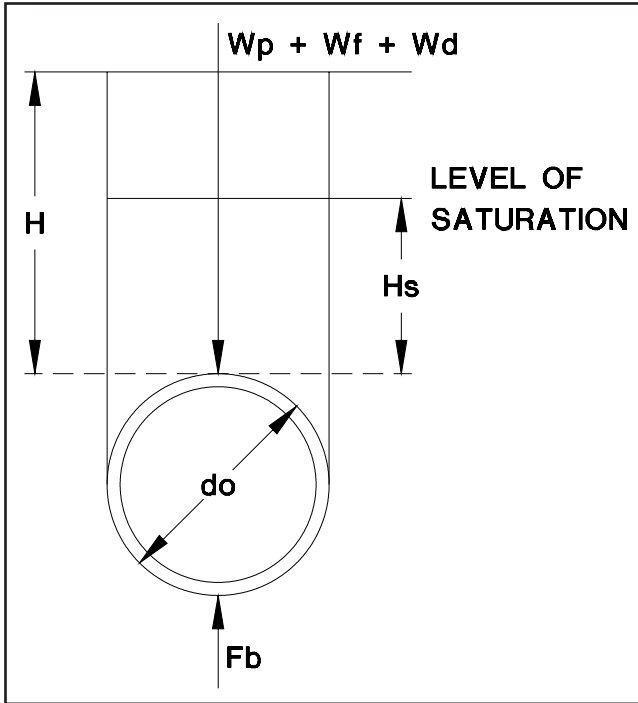 Wp + Wf + Wd
LEVEL OF
SATURATION
H
Hs
do
Fb